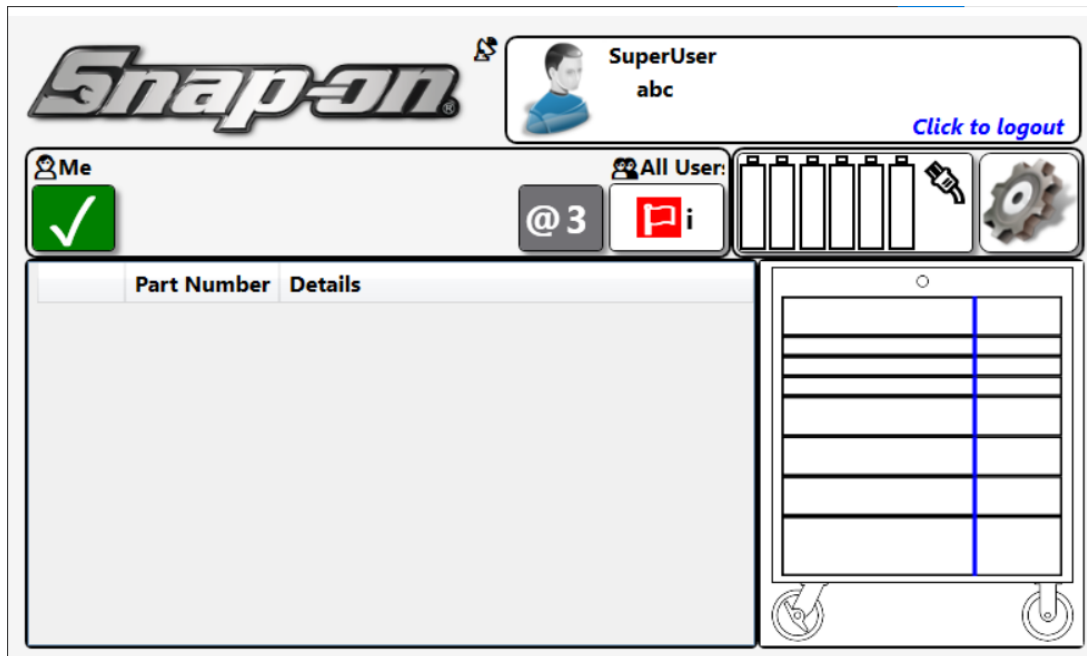 Snap-on®
SuperUser
abc
Click to logout
Me
All User:
@ 3
i
Part Number Details